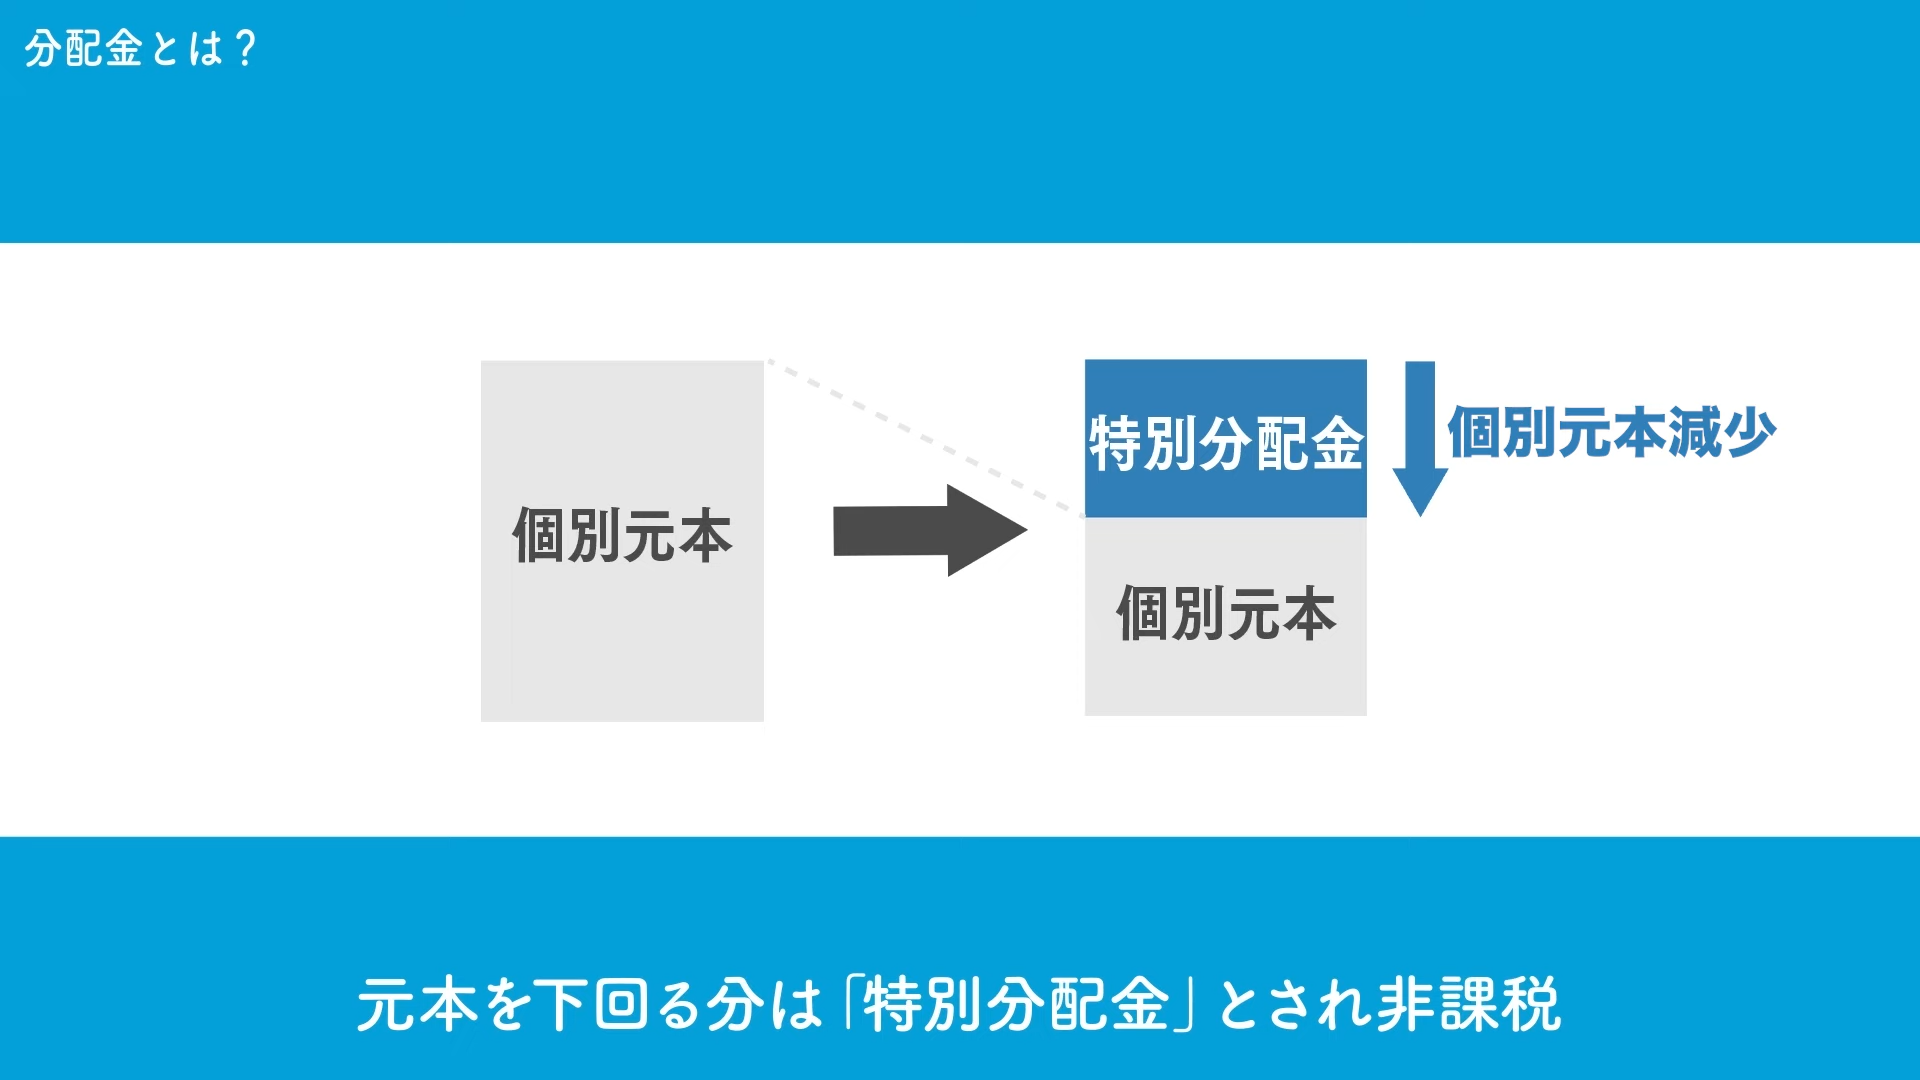 分配金とは？
個別元本
特別分配金
個別元本減少
個別元本
元本を下回る分は「特別分配金」とされ非課税